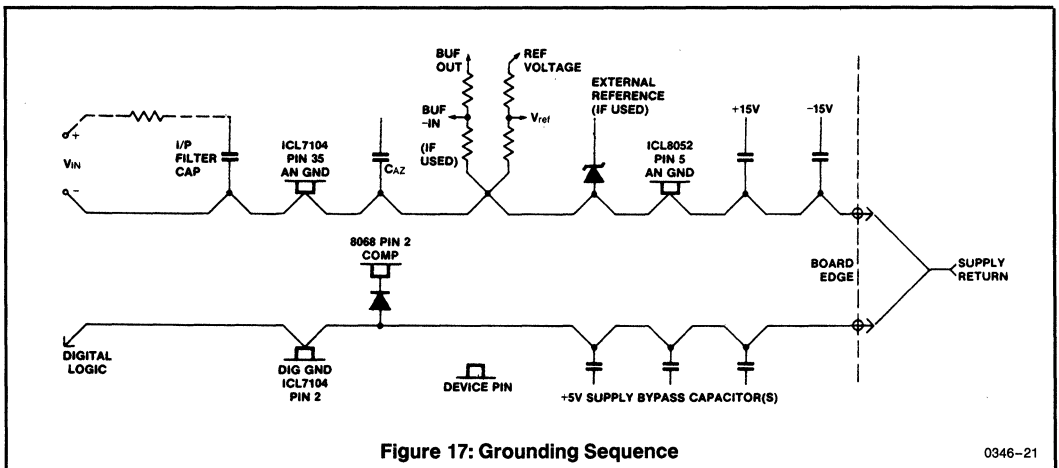 BUF
OUT
REF
VOLTAGE
EXTERNAL
REFERENCE
(IF USED)
+15V
-15V
+
VIN
-
I/P
FILTER
CAP
ICL7104
PIN 35
AN GND
CAZ
BUF
-IN
(IF
USED)
Vref
ICL8052
PIN 5
AN GND
8068 PIN 2
COMP
BOARD
EDGE
SUPPLY
RETURN
DIGITAL
LOGIC
DIG GND
ICL7104
PIN 2
DEVICE PIN
+5V SUPPLY BYPASS CAPACITOR(S)
Figure 17: Grounding Sequence
0346-21